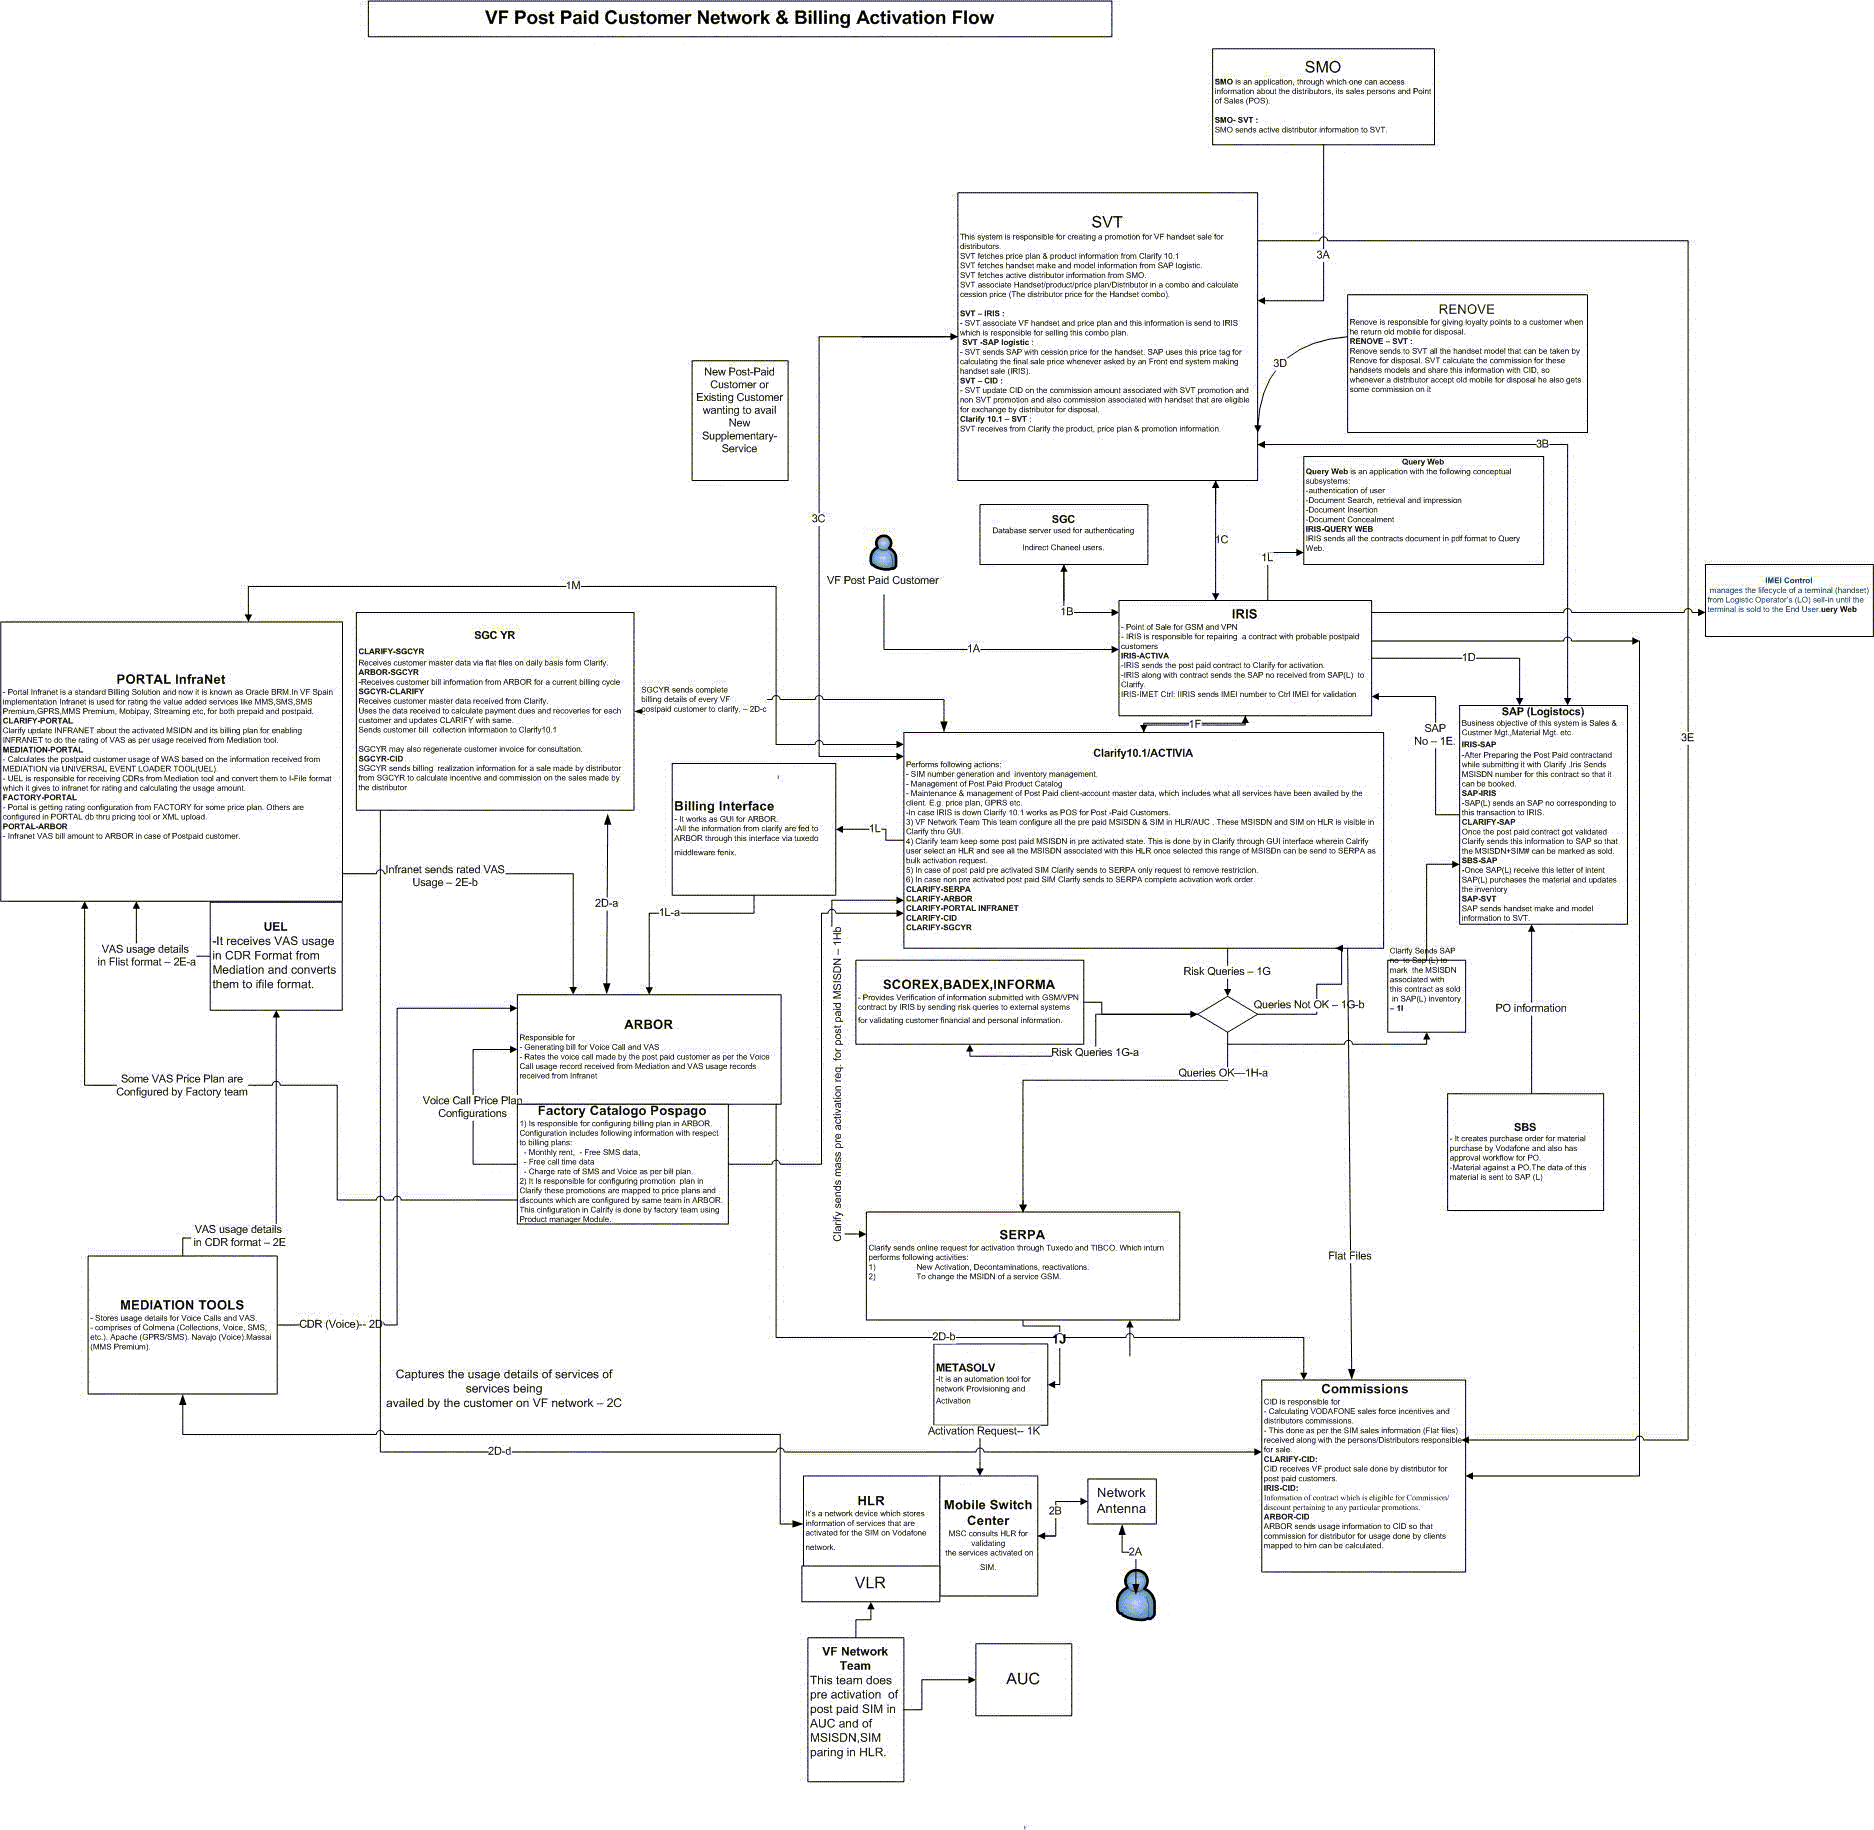 VF Post Paid Customer Network & Billing Activation Flow
SMO
SMO is an application, through which one can access
information about the distributors, its sales persons and Point
of Sales (POS).
SMO- SVT :
SMO sends active distributor information to SVT.
SVT
This system is responsible for creating a promotion for VF handset sale for
distributors.
SVT fetches price plan & product information from Clarify 10.1
SVT fetches handset make and model information from SAP logistic.
SVT fetches active distributor information from SMO.
SVT associate Handset/product/price plan/Distributor in a combo and calculate
cession price (The distributor price for the Handset combo).
SVT – IRIS :
- SVT associate VF handset and price plan and this information is send to IRIS
which is responsible for selling this combo plan.
SVT -SAP logistic :
- SVT sends SAP with cession price for the handset. SAP uses this price tag for
calculating the final sale price whenever asked by an Front end system making
handset sale (IRIS).
SVT – CID :
- SVT update CID on the commission amount associated with SVT promotion and
non SVT promotion and also commission associated with handset that are eligible
for exchange by distributor for disposal.
Clarify 10.1 – SVT :
SVT receives from Clarify the product, price plan & promotion information.
3A
RENOVE
Renove is responsible for giving loyalty points to a customer when
he return old mobile for disposal.
RENOVE – SVT :
Renove sends to SVT all the handset model that can be taken by
Renove for disposal. SVT calculate the commission for these
handsets models and share this information with CID, so
whenever a distributor accept old mobile for disposal he also gets
some commission on it
3D
3B
New Post-Paid
Customer or
Existing Customer
wanting to avail
New
Supplementary-
Service
Query Web
Query Web is an application with the following conceptual
subsystems:
-authentication of user
-Document Search, retrieval and impression
-Document Insertion
-Document Concealment
IRIS-QUERY WEB
IRIS sends all the contracts document in pdf format to Query
Web.
3C
SGC
Database server used for authenticating
Indirect Chaneel users.
1C
1L
VF Post Paid Customer
1M
1B
IMEI Control
manages the lifecycle of a terminal (handset)
from Logistic Operator's (LO) sell-in until the
terminal is sold to the End User.uery Web
IRIS
- Point of Sale for GSM and VPN
- IRIS is responsible for repairing a contract with probable postpaid
customers
IRIS-ACTIVA
-IRIS sends the post paid contract to Clarify for activation.
-IRIS along with contract sends the SAP no received from SAP(L) to
Clarify.
IRIS-IMET Ctrl: IIRIS sends IMEI number to Ctrl IMEI for validation
1A
1D
1F
SAP
No – 1E.
3E
SGC YR
CLARIFY-SGCYR
Receives customer master data via flat files on daily basis form Clarify.
ARBOR-SGCYR
-Receives customer bill information from ARBOR for a current billing cycle
SGCYR-CLARIFY
Receives customer master data received from Clarify.
Uses the data received to calculate payment dues and recoveries for each
customer and updates CLARIFY with same.
Sends customer bill collection information to Clarify10.1
SGCYR may also regenerate customer invoice for consultation.
SGCYR-CID
SGCYR sends billing realization information for a sale made by distributor
from SGCYR to calculate incentive and commission on the sales made by
the distributor
SGCYR sends complete
billing details of every VF
postpaid customer to clarify. – 2D-c
PORTAL InfraNet
- Portal Infranet is a standard Billing Solution and now it is known as Oracle BRM.In VF Spain
implementation Infranet is used for rating the value added services like MMS,SMS,SMS
Premium,GPRS,MMS Premium, Mobipay, Streaming etc, for both prepaid and postpaid.
CLARIFY-PORTAL
Clarify update INFRANET about the activated MSIDN and its billing plan for enabling
INFRANET to do the rating of VAS as per usage received from Mediation tool.
MEDIATION-PORTAL
- Calculates the postpaid customer usage of WAS based on the information received from
MEDIATION via UNIVERSAL EVENT LOADER TOOL(UEL).
- UEL is responsible for receiving CDRs from Mediation tool and convert them to I-File format
which it gives to infranet for rating and calculating the usage amount.
FACTORY-PORTAL
- Portal is getting rating configuration from FACTORY for some price plan. Others are
configured in PORTAL db thru pricing tool or XML upload.
PORTAL-ARBOR
- Infranet VAS bill amount to ARBOR in case of Postpaid customer.
SAP (Logistocs)
Business objective of this system is Sales &
Custmer Mgt.,Material Mgt. etc.
IRIS-SAP
-After Preparing the Post Paid contractand
while submitting it with Clarify .Iris Sends
MSISDN number for this contract so that it
can be booked.
SAP-IRIS
-SAP(L) sends an SAP no corresponding to
this transaction to IRIS.
CLARIFY-SAP
Once the post paid contract got validated
Clarify sends this information to SAP so that
the MSISDN+SIM# can be marked as sold.
SBS-SAP
-Once SAP(L) receive this letter of intent
SAP(L) purchases the material and updates
the inventory
SAP-SVT
SAP sends handset make and model
information to SVT.
Clarify10.1/ACTIVIA
Performs following actions:
- SIM number generation and inventory management.
- Management of Post Paid Product Catalog
- Maintenance & management of Post Paid client-account master data, which includes what all services have been availed by the
client. E.g. price plan, GPRS etc.
-In case IRIS is down Clarify 10.1 works as POS for Post -Paid Customers.
3) VF Network Team This team configure all the pre paid MSISDN & SIM in HLR/AUC . These MSISDN and SIM on HLR is visible in
Clarify thru GUI.
4) Clarify team keep some post paid MSISDN in pre activated state. This is done by in Clarify through GUI interface wherein Calrify
user select an HLR and see all the MSISDN associated with this HLR once selected this range of MSISDn can be send to SERPA as
bulk activation request.
5) In case of post paid pre activated SIM Clarify sends to SERPA only request to remove restriction.
6) In case non pre activated post paid SIM Clarify sends to SERPA complete activation work order.
CLARIFY-SERPA
CLARIFY-ARBOR
CLARIFY-PORTAL INFRANET
CLARIFY-CID
CLARIFY-SGCYR
Billing Interface
- It works as GUI for ARBOR.
-All the information from clarify are fed to
ARBOR through this interface via tuxedo
middleware fenix.
1L
Infranet sends rated VAS
Usage – 2E-b
2D-a
1L-a
UEL
-It receives VAS usage
in CDR Format from
Mediation and converts
them to ifile format.
VAS usage details
in Flist format – 2E-a
Clarify sends mass pre activation req. for post paid MSISDN – 1Hb
SCOREX,BADEX,INFORMA
- Provides Verification of information submitted with GSM/VPN
contract by IRIS by sending risk queries to external systems
for validating customer financial and personal information.
Risk Queries – 1G
Queries Not OK – 1G-b
Risk Queries 1G-a
Queries OK—1H-a
Clarify Sends SAP
no to Sap (L) to
mark the MSISDN
associated with
this contract as sold
in SAP(L) inventory
– 1I
PO information
ARBOR
Responsible for
- Generating bill for Voice Call and VAS
- Rates the voice call made by the post paid customer as per the Voice
Call usage record received from Mediation and VAS usage records
received from Infranet
Some VAS Price Plan are
Configured by Factory team
Voice Call Price Plan
Configurations
Factory Catalogo Pospago
1) Is responsible for configuring billing plan in ARBOR.
Configuration includes following information with respect
to billing plans:
- Monthly rent, - Free SMS data,
- Free call time data
- Charge rate of SMS and Voice as per bill plan.
2) It Is responsible for configuring promotion plan in
Clarify these promotions are mapped to price plans and
discounts which are configured by same team in ARBOR.
This cinfiguration in Calrify is done by factory team using
Product manager Module.
SBS
- It creates purchase order for material
purchase by Vodafone and also has
approval workflow for PO.
-Material against a PO.The data of this
material is sent to SAP (L)
VAS usage details
in CDR format – 2E
SERPA
Clarify sends online request for activation through Tuxedo and TIBCO. Which inturn
performs following activities:
1) New Activation, Decontaminations, reactivations.
2) To change the MSIDN of a service GSM.
Flat Files
MEDIATION TOOLS
- Stores usage details for Voice Calls and VAS.
- comprises of Colmena (Collections, Voice, SMS,
etc.). Apache (GPRS/SMS). Navajo (Voice).Massai
(MMS Premium).
CDR (Voice)-- 2D
2D-b
1J
METASOLV
-It is an automation tool for
network Provisioning and
Activation
Captures the usage details of services of
services being
availed by the customer on VF network – 2C
Activation Request-- 1K
2D-d
Commissions
CID is responsible for
- Calculating VODAFONE sales force incentives and
distributors commissions.
- This done as per the SIM sales information (Flat files)
received along with the persons/Distributors responsible
for sale.
CLARIFY-CID:
CID receives VF product sale done by distributor for
post paid customers.
IRIS-CID:
Information of contract which is eligible for Commission/
discount pertaining to any particular promotions.
ARBOR-CID
ARBOR sends usage information to CID so that
commission for distributor for usage done by clients
mapped to him can be calculated.
HLR
It's a network device which stores
information of services that are
activated for the SIM on Vodafone
network.
Mobile Switch
Center
MSC consults HLR for
validating
the services activated on
SIM.
2B
Network
Antenna
2A
VLR
VF Network
Team
This team does
pre activation of
post paid SIM in
AUC and of
MSISDN,SIM
paring in HLR.
AUC